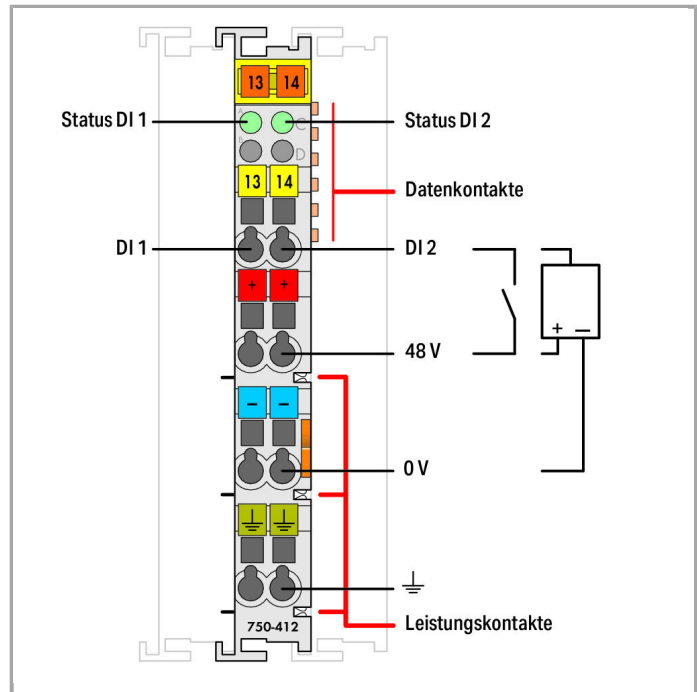 13 14
Status DI 1
A
C
Status DI 2
B
D
13 14
Datenkontakte
DI 1
DI 2
+ +
+ −
48 V
− −
0 V
750-412
Leistungskontakte